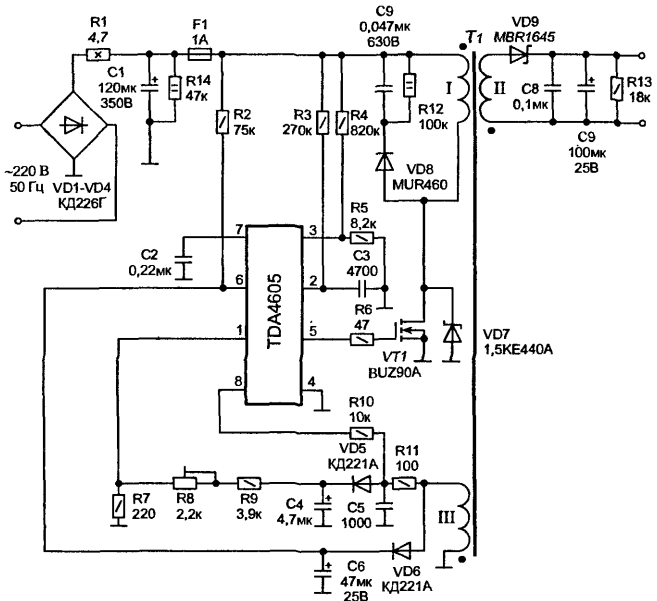 R1
4,7
F1
1А
C1
120мк
350В
R14
47к
~220 В
50 Гц
VD1-VD4
КД226Г
R2
75к
R3
270к
R4
820к
C9
0,047мк
630В
R12
100к
VD8
MUR460
T1
I
II
VD9
MBR1645
C8
0,1мк
C9
100мк
25В
R13
18к
C2
0,22мк
7
6
1
8
TDA4605
3
2
5
4
R5
8,2к
C3
4700
R6
47
VT1
BUZ90A
VD7
1,5KE440A
R10
10к
VD5
КД221А
R11
100
R7
220
R8
2,2к
R9
3,9к
C4
4,7мк
C5
1000
III
C6
47мк
25В
VD6
КД221А